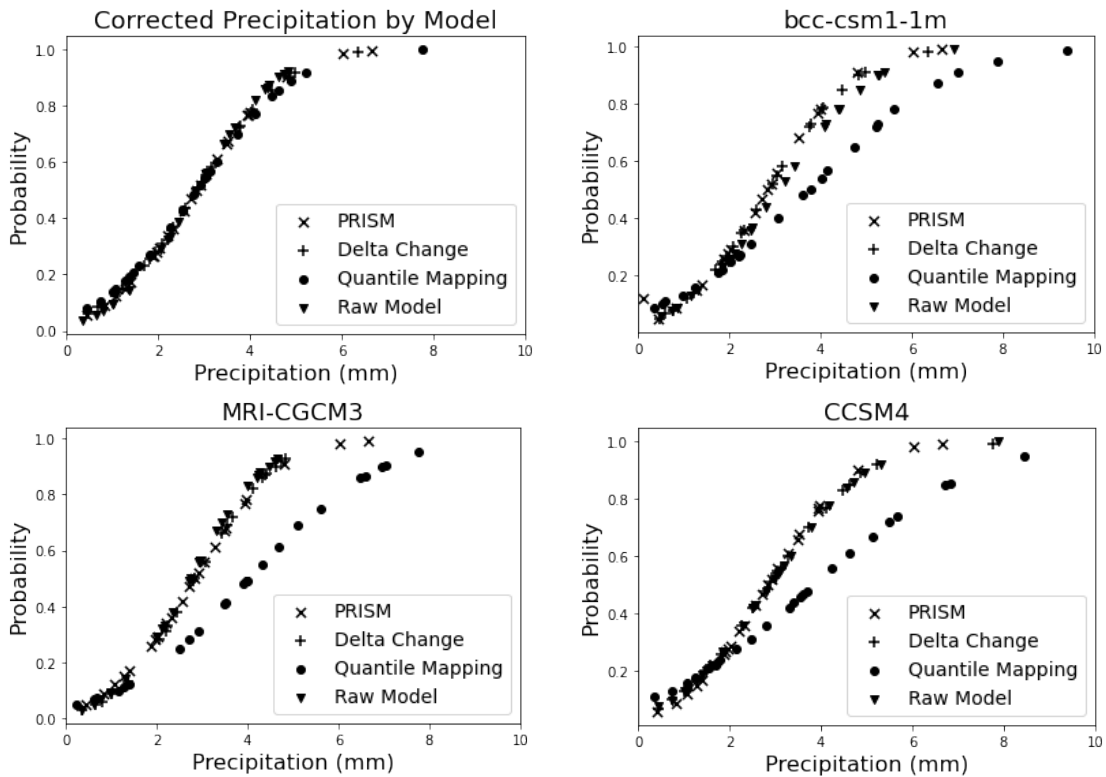 Corrected Precipitation by Model
1.0
0.8
0.6
0.4
0.2
0.0
Probability
PRISM
Delta Change
Quantile Mapping
Raw Model
0
2
4
6
8
10
Precipitation (mm)
bcc-csm1-1m
1.0
0.8
0.6
0.4
0.2
Probability
PRISM
Delta Change
Quantile Mapping
Raw Model
0
2
4
6
8
10
Precipitation (mm)
MRI-CGCM3
1.0
0.8
0.6
0.4
0.2
0.0
Probability
PRISM
Delta Change
Quantile Mapping
Raw Model
0
2
4
6
8
10
Precipitation (mm)
CCSM4
1.0
0.8
0.6
0.4
0.2
Probability
PRISM
Delta Change
Quantile Mapping
Raw Model
0
2
4
6
8
10
Precipitation (mm)